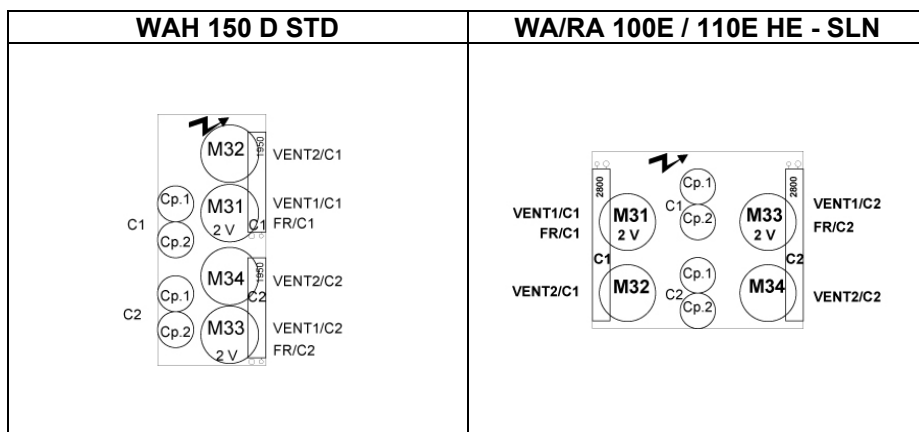 WAH 150 D STD
WA/RA 100E / 110E HE - SLN
M32
1950
VENT2/C1
Cp.1
M31
VENT1/C1
C1
2 V
C1
FR/C1
Cp.2
M34
1950
VENT2/C2
Cp.1
C2
C2
Cp.2
M33
VENT1/C2
2 V
FR/C2
2800
Cp.1
2800
C1
VENT1/C1
M31
Cp.2
M33
VENT1/C2
FR/C1
2 V
2 V
FR/C2
C1
C2
Cp.1
VENT2/C1
M32
C2
M34
VENT2/C2
Cp.2